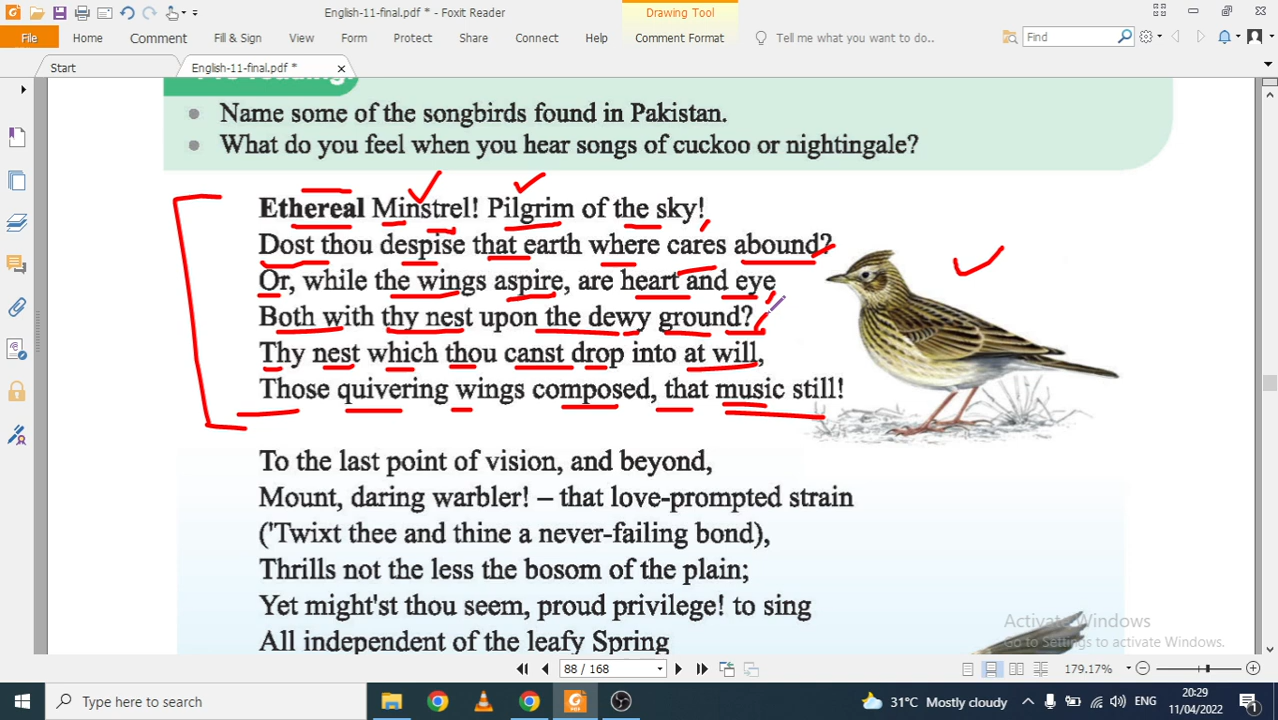 English-11-final.pdf * - Foxit Reader
Drawing Tool
File
Home
Comment
Fill & Sign
View
Form
Protect
Share
Connect
Help
Comment Format
Tell me what you want to do..
Find
Start
English-11-final.pdf *
Name some of the songbirds found in Pakistan.
What do you feel when you hear songs of cuckoo or nightingale?
Ethereal Minstrel! Pilgrim of the sky!
Dost thou despise that earth where cares abound?
Or, while the wings aspire, are heart and eye
Both with thy nest upon the dewy ground?
Thy nest which thou canst drop into at will,
Those quivering wings composed, that music still!
To the last point of vision, and beyond,
Mount, daring warbler! – that love-prompted strain
('Twixt thee and thine a never-failing bond),
Thrills not the less the bosom of the plain;
Yet might'st thou seem, proud privilege! to sing
All independent of the leafy Spring
Activate Windows
Go to Settings to activate Windows.
88 / 168
179.17%
Type here to search
31°C Mostly cloudy
ENG
20:29
11/04/2022
1